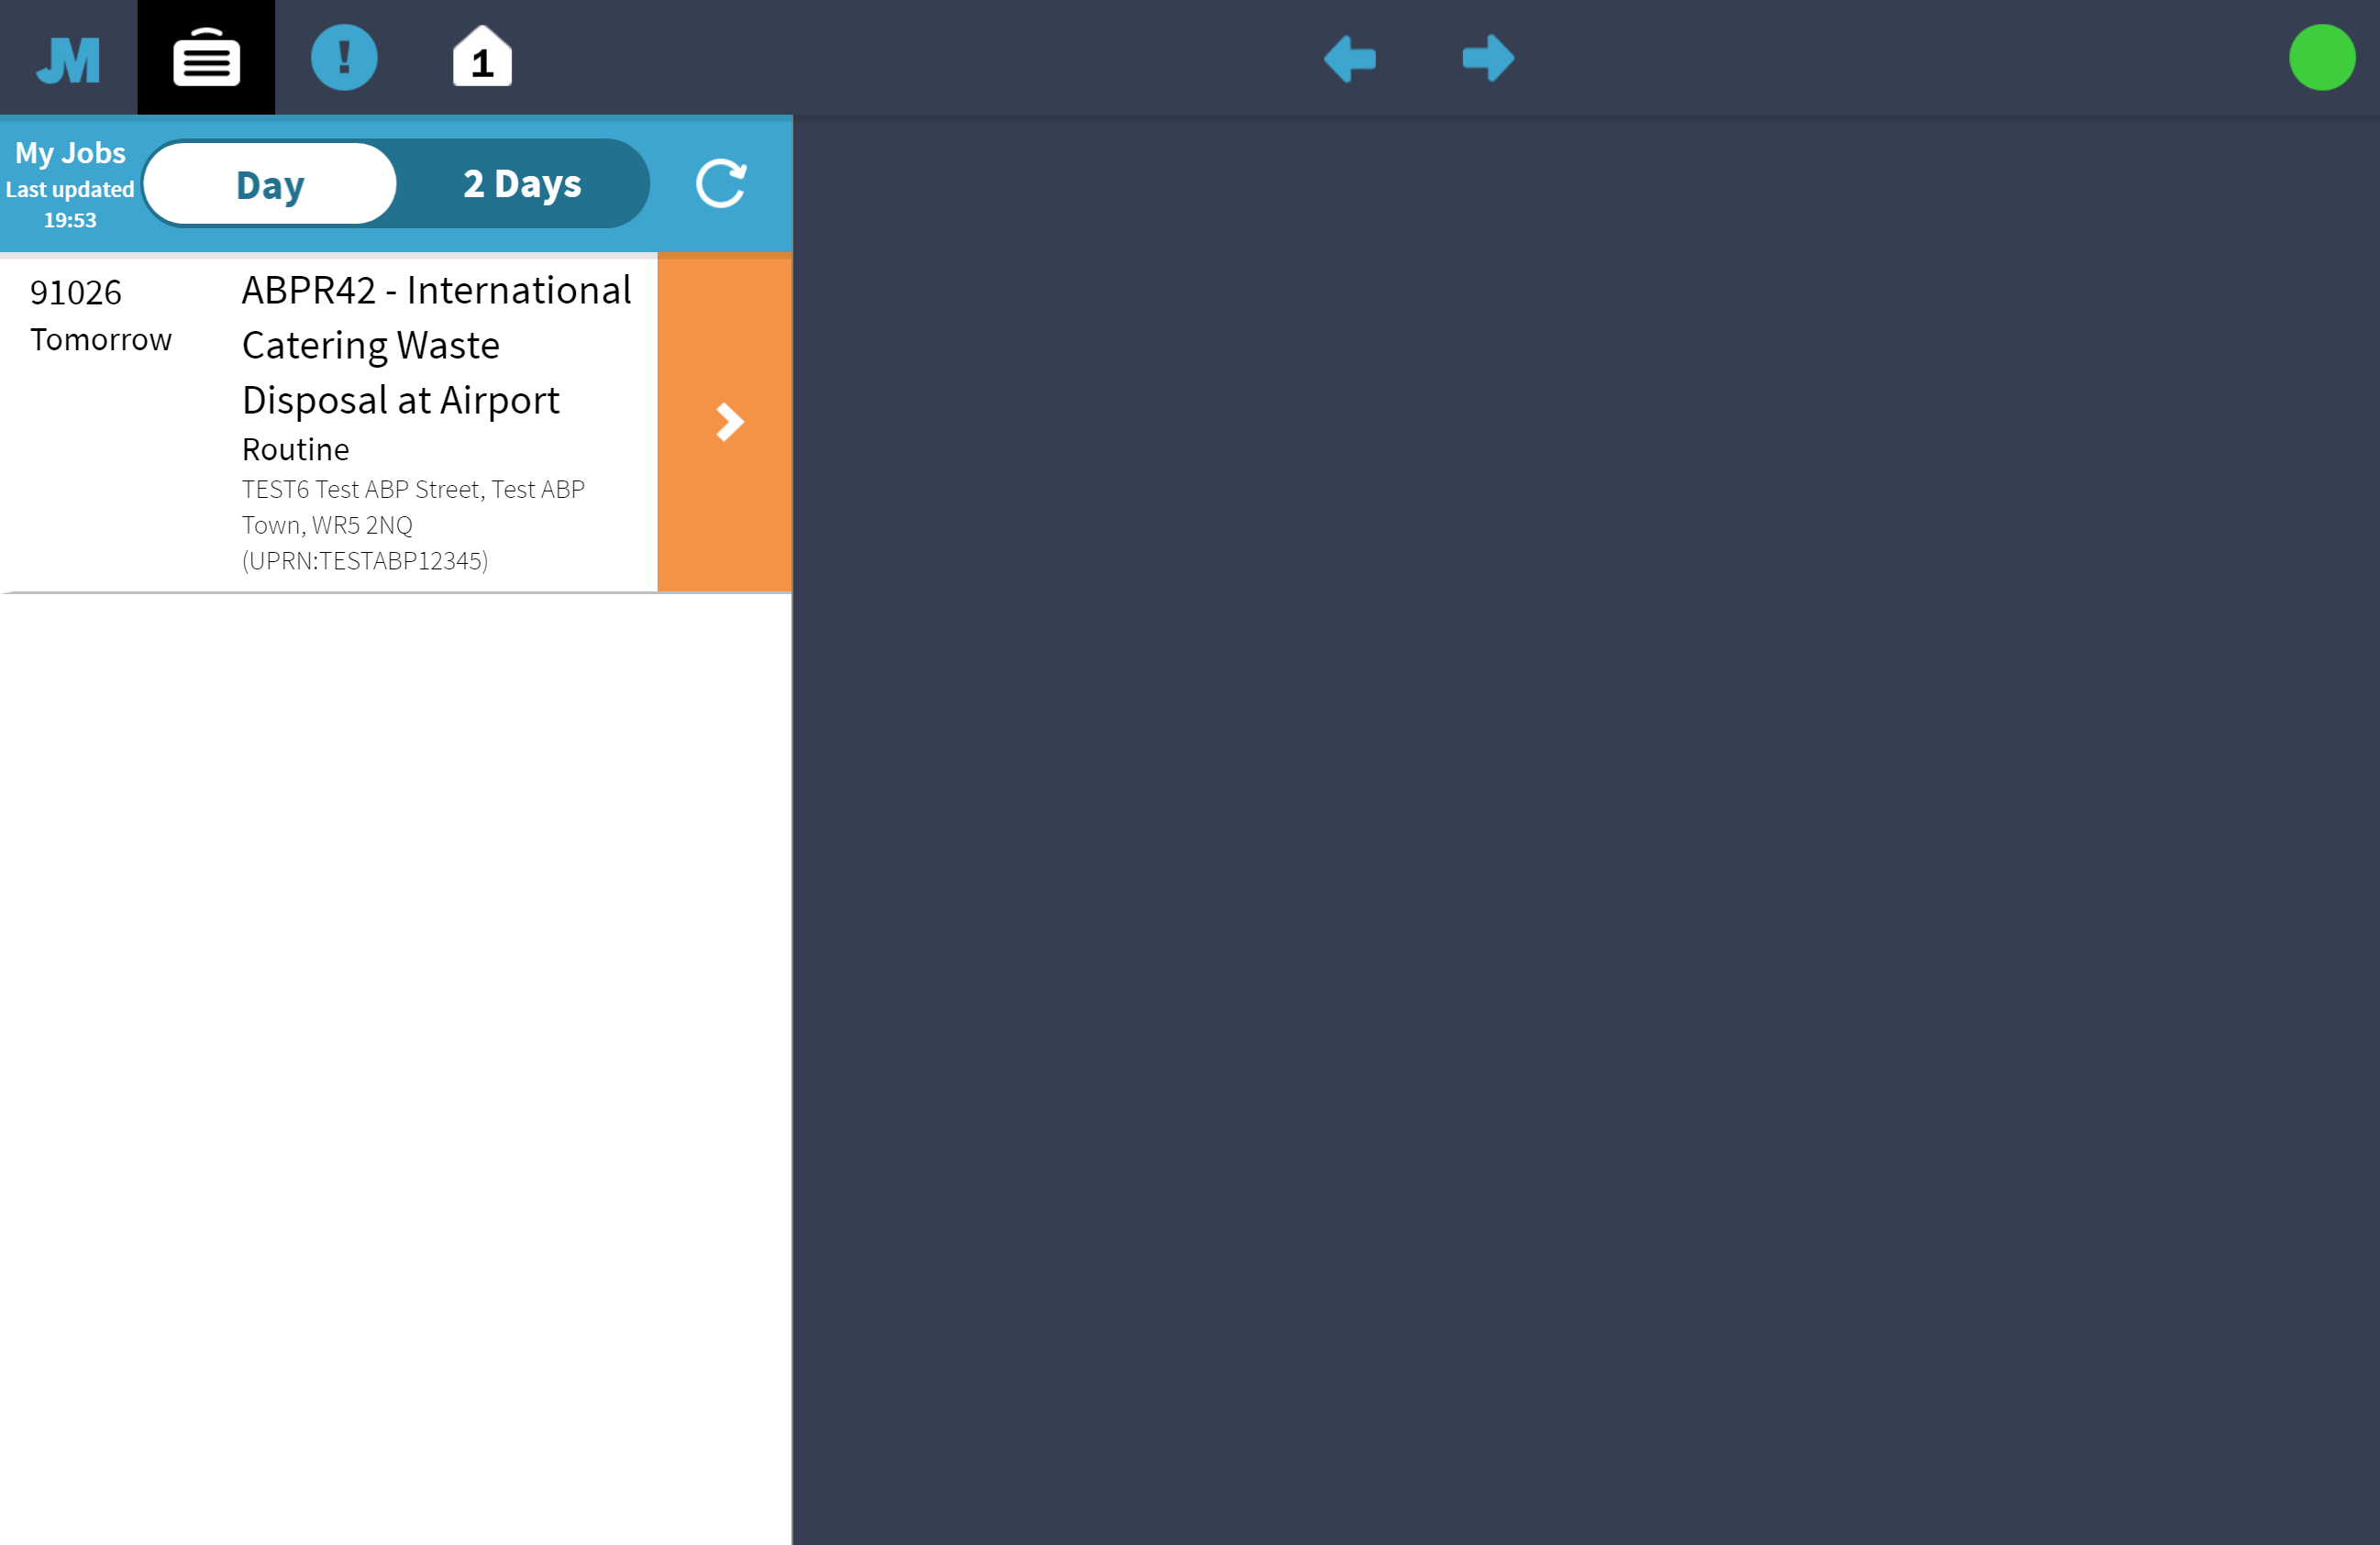 JM
!
1
My Jobs
Last updated
19:53
Day
2 Days
91026
Tomorrow
ABPR42 - International
Catering Waste
Disposal at Airport
Routine
TEST6 Test ABP Street, Test ABP
Town, WR5 2NQ
(UPRN:TESTABP12345)